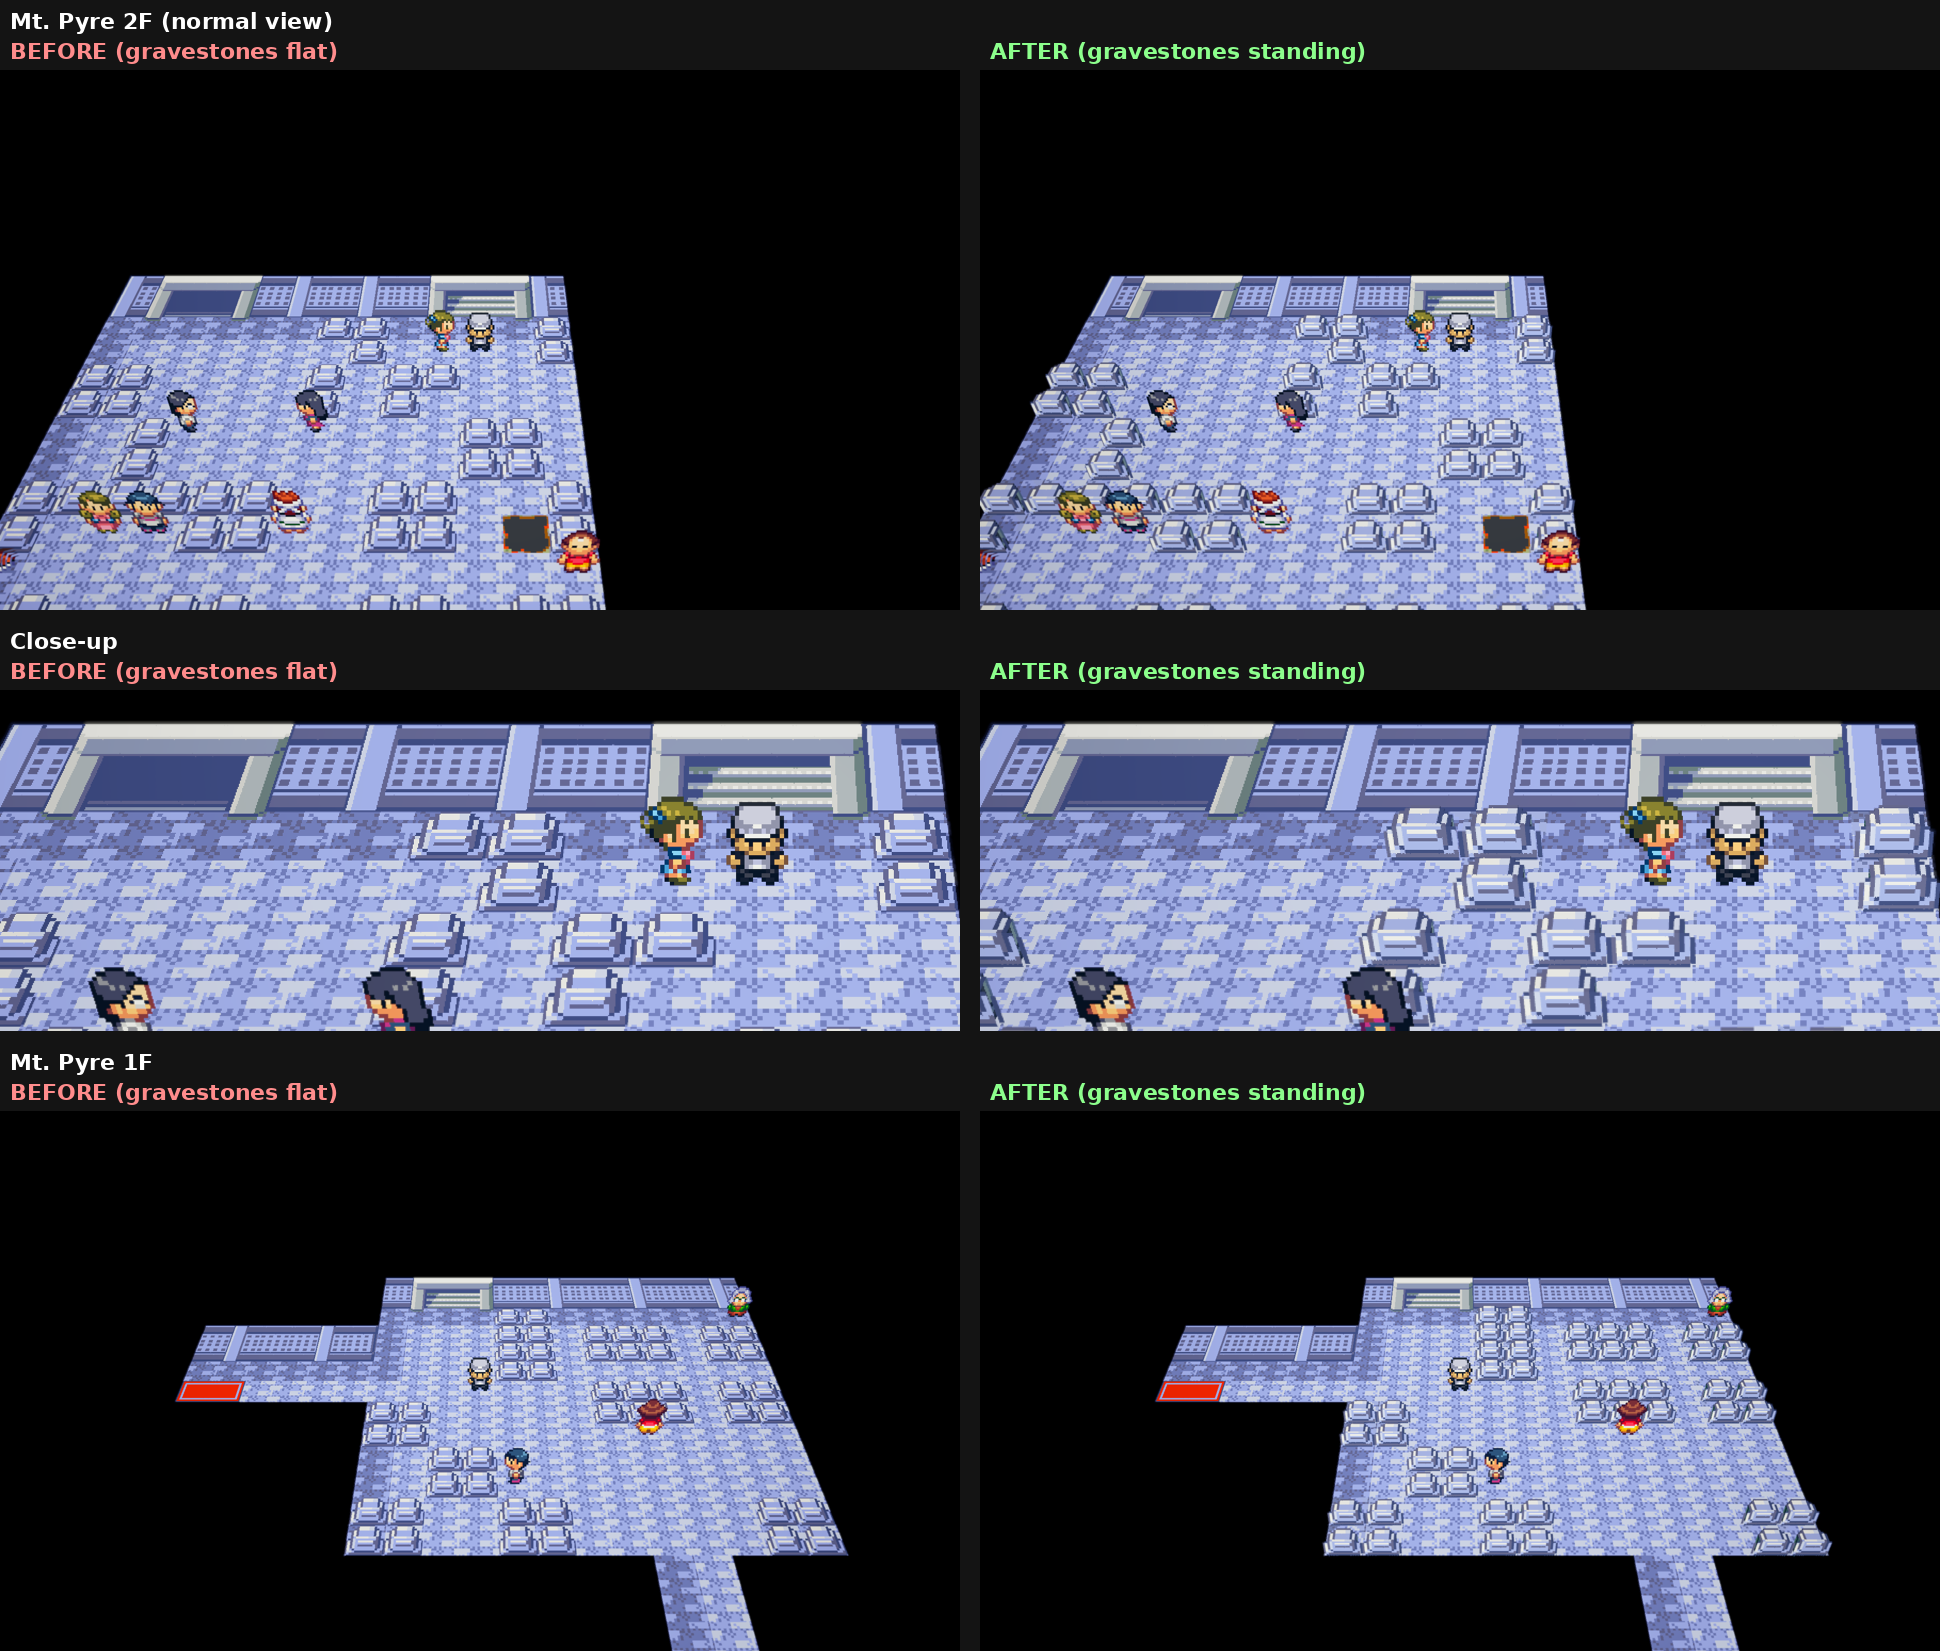 Mt. Pyre 2F (normal view)
BEFORE (gravestones flat)
AFTER (gravestones standing)
Close-up
BEFORE (gravestones flat)
AFTER (gravestones standing)
Mt. Pyre 1F
BEFORE (gravestones flat)
AFTER (gravestones standing)